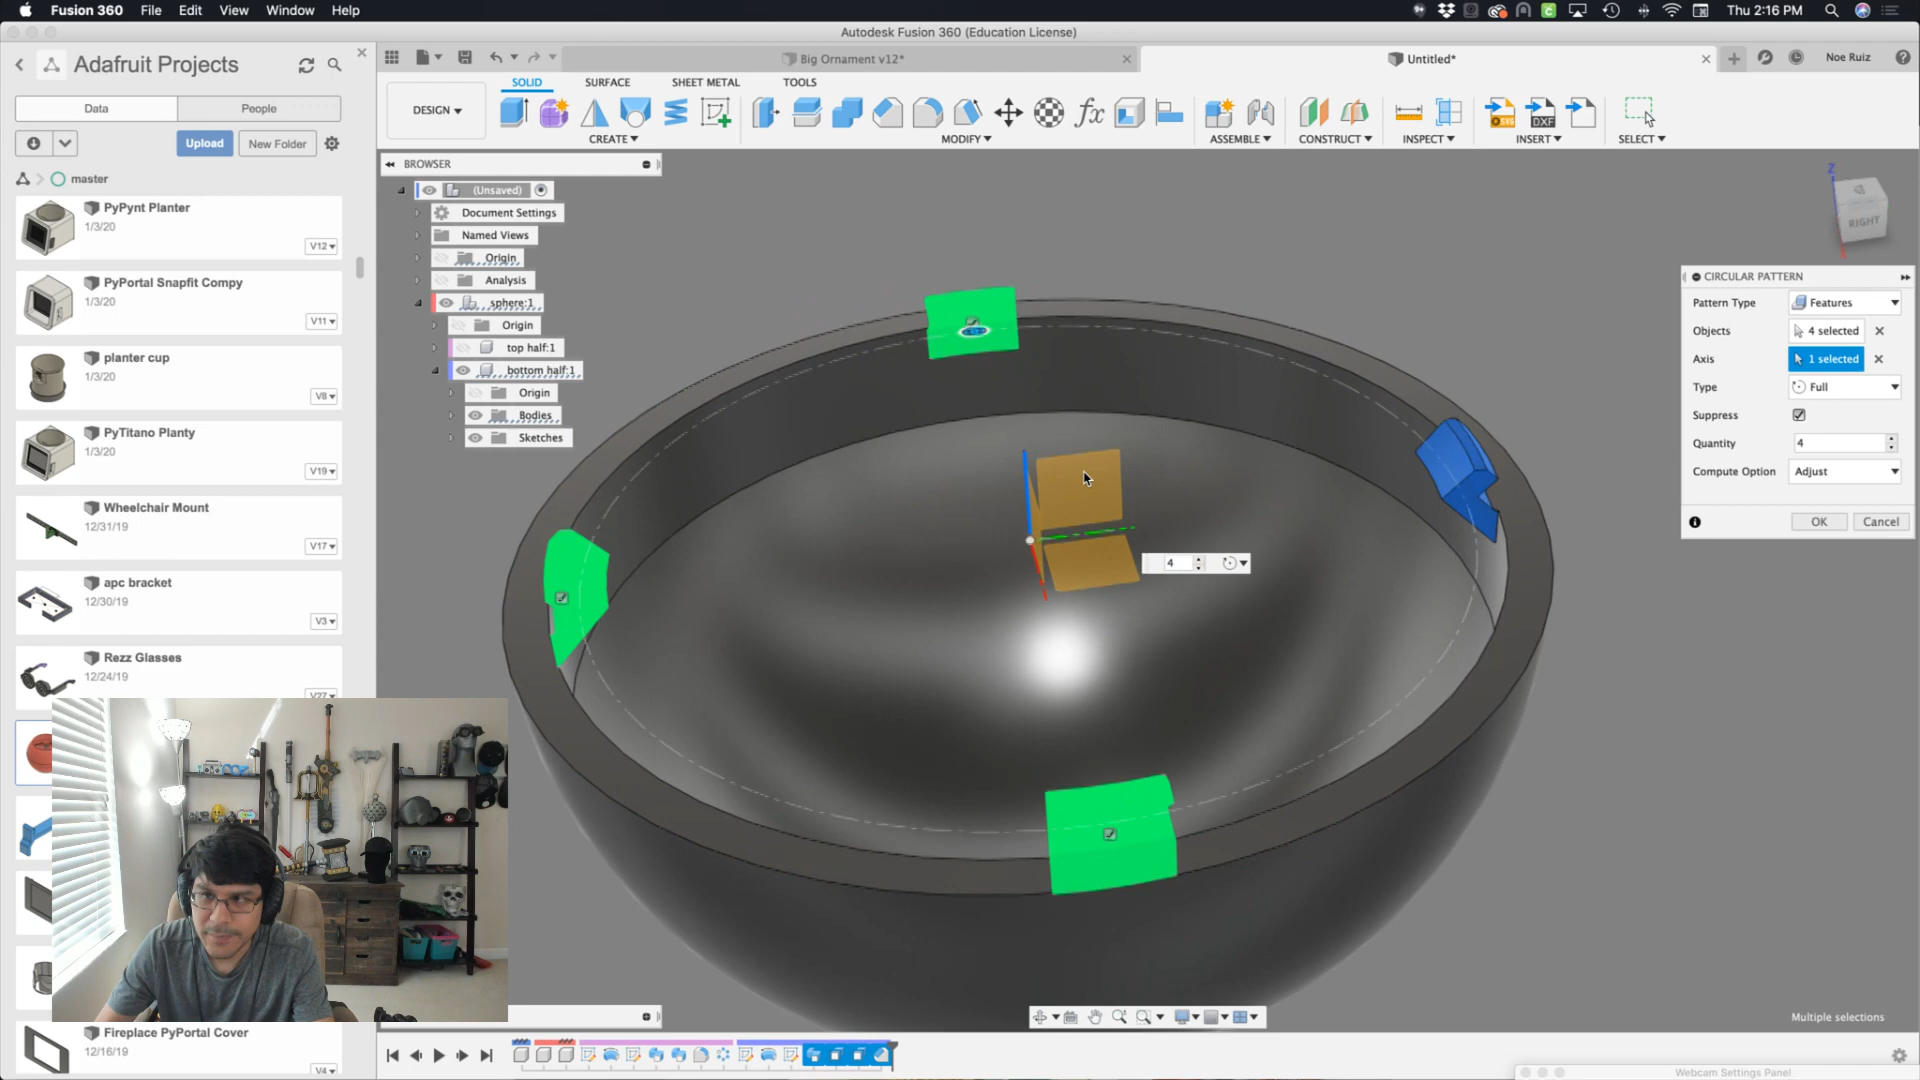 Fusion 360 File Edit View Window Help
Thu 2:16 PM
Autodesk Fusion 360 (Education License)
Adafruit Projects
Big Ornament v12*
Untitled*
Noe Ruiz
Data People
Upload New Folder
master
PyPynt Planter
1/3/20
V12
PyPortal Snapfit Compy
1/3/20
V11
planter cup
1/3/20
V8
PyTitano Planty
1/3/20
V19
Wheelchair Mount
12/31/19
V17
apc bracket
12/30/19
V3
Rezz Glasses
12/24/19
V27
Fireplace PyPortal Cover
12/16/19
V4
SOLID SURFACE SHEET METAL TOOLS
DESIGN
CREATE MODIFY ASSEMBLE CONSTRUCT INSPECT INSERT SELECT
fx
SVG
DXF
BROWSER
(Unsaved)
Document Settings
Named Views
Origin
Analysis
sphere:1
Origin
top half:1
bottom half:1
Origin
Bodies
Sketches
Z
RIGHT
X
4
CIRCULAR PATTERN
Pattern Type Features
Objects 4 selected
Axis 1 selected
Type Full
Suppress
Quantity 4
Compute Option Adjust
OK Cancel
Multiple selections
Webcam Settings Panel